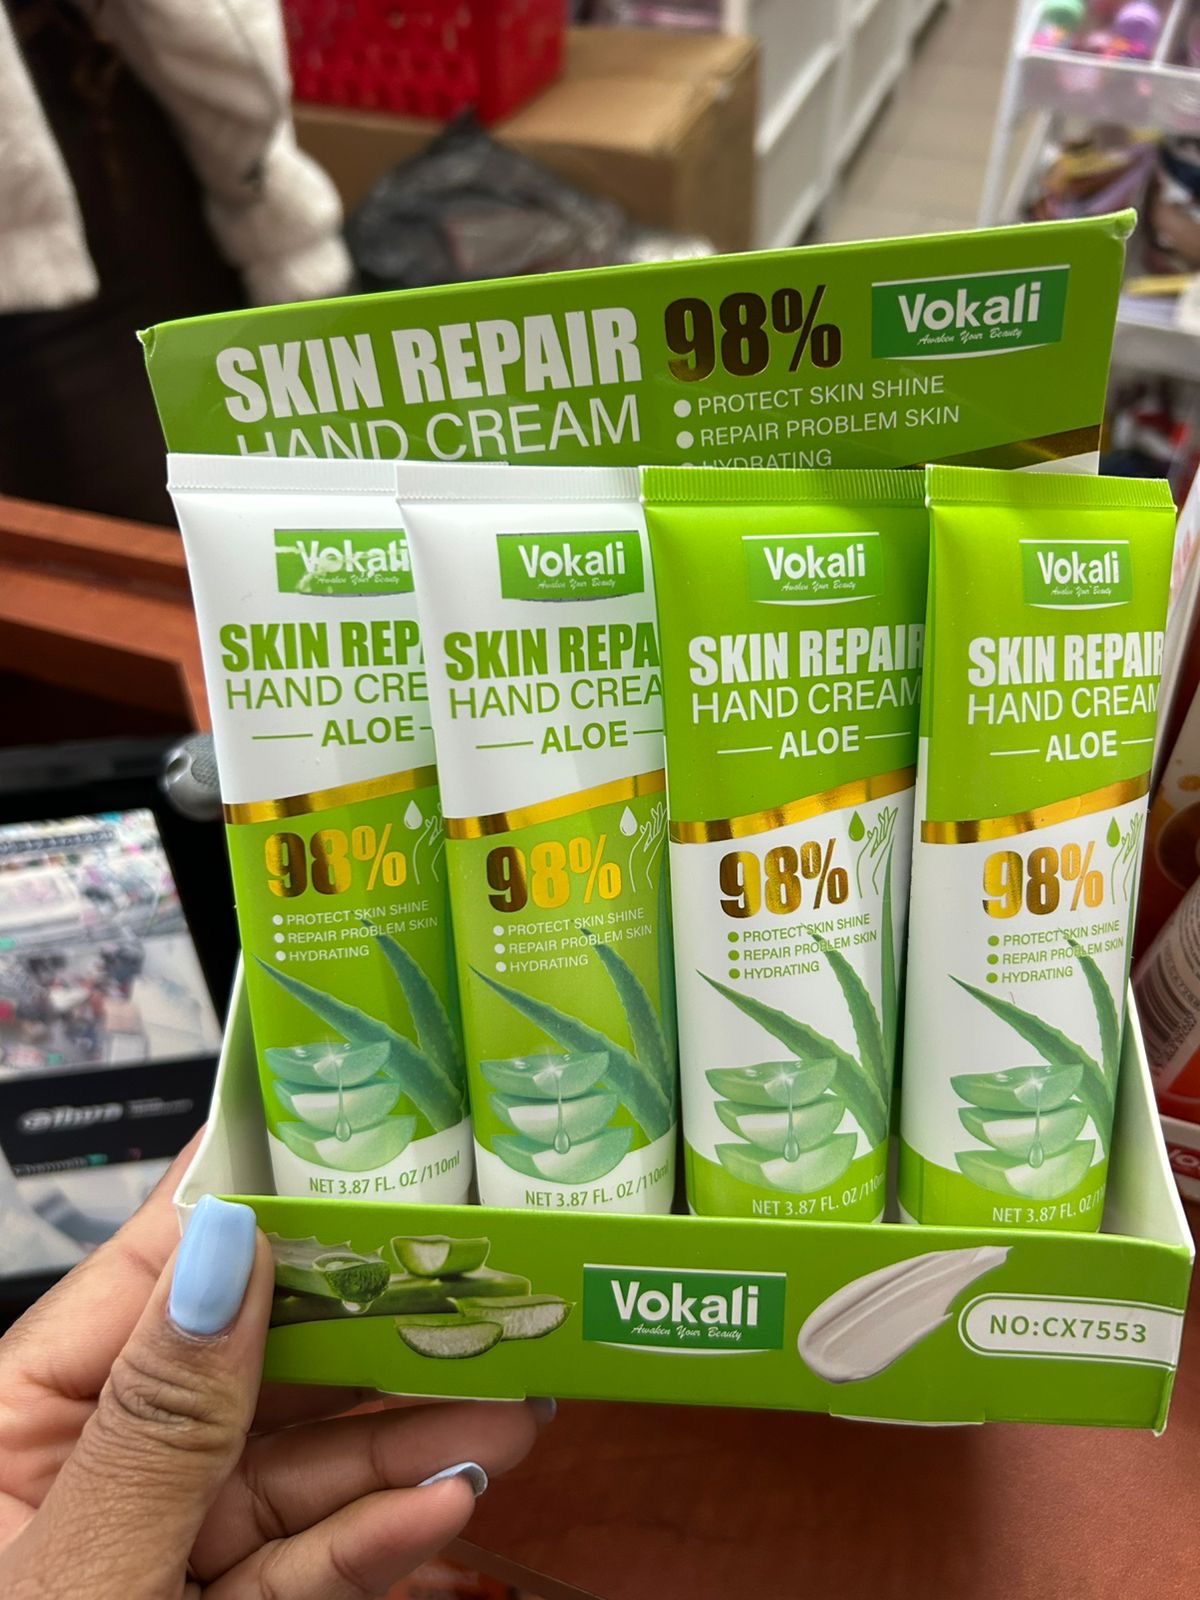 SKIN REPAIR
HAND CREAM
98%
PROTECT SKIN SHINE
REPAIR PROBLEM SKIN
HYDRATING
Vokali
Awaken Your Beauty
Vokali
Awaken Your Beauty
SKIN REP
HAND CRE
ALOE
98%
PROTECT SKIN SHINE
REPAIR PROBLEM SKIN
HYDRATING
NET 3.87 FL. OZ /110ml
Vokali
Awaken Your Beauty
SKIN REPA
HAND CREA
ALOE
98%
PROTECT SKIN SHINE
REPAIR PROBLEM SKIN
HYDRATING
NET 3.87 FL. OZ /110ml
Vokali
Awaken Your Beauty
SKIN REPAIR
HAND CREAM
ALOE
98%
PROTECT SKIN SHINE
REPAIR PROBLEM SKIN
HYDRATING
NET 3.87 FL. OZ /110
Vokali
Awaken Your Beauty
SKIN REPAIR
HAND CREAM
ALOE
98%
PROTECT SKIN SHINE
REPAIR PROBLEM SKIN
HYDRATING
NET 3.87 FL. OZ /1
Vokali
Awaken Your Beauty
NO:CX7553